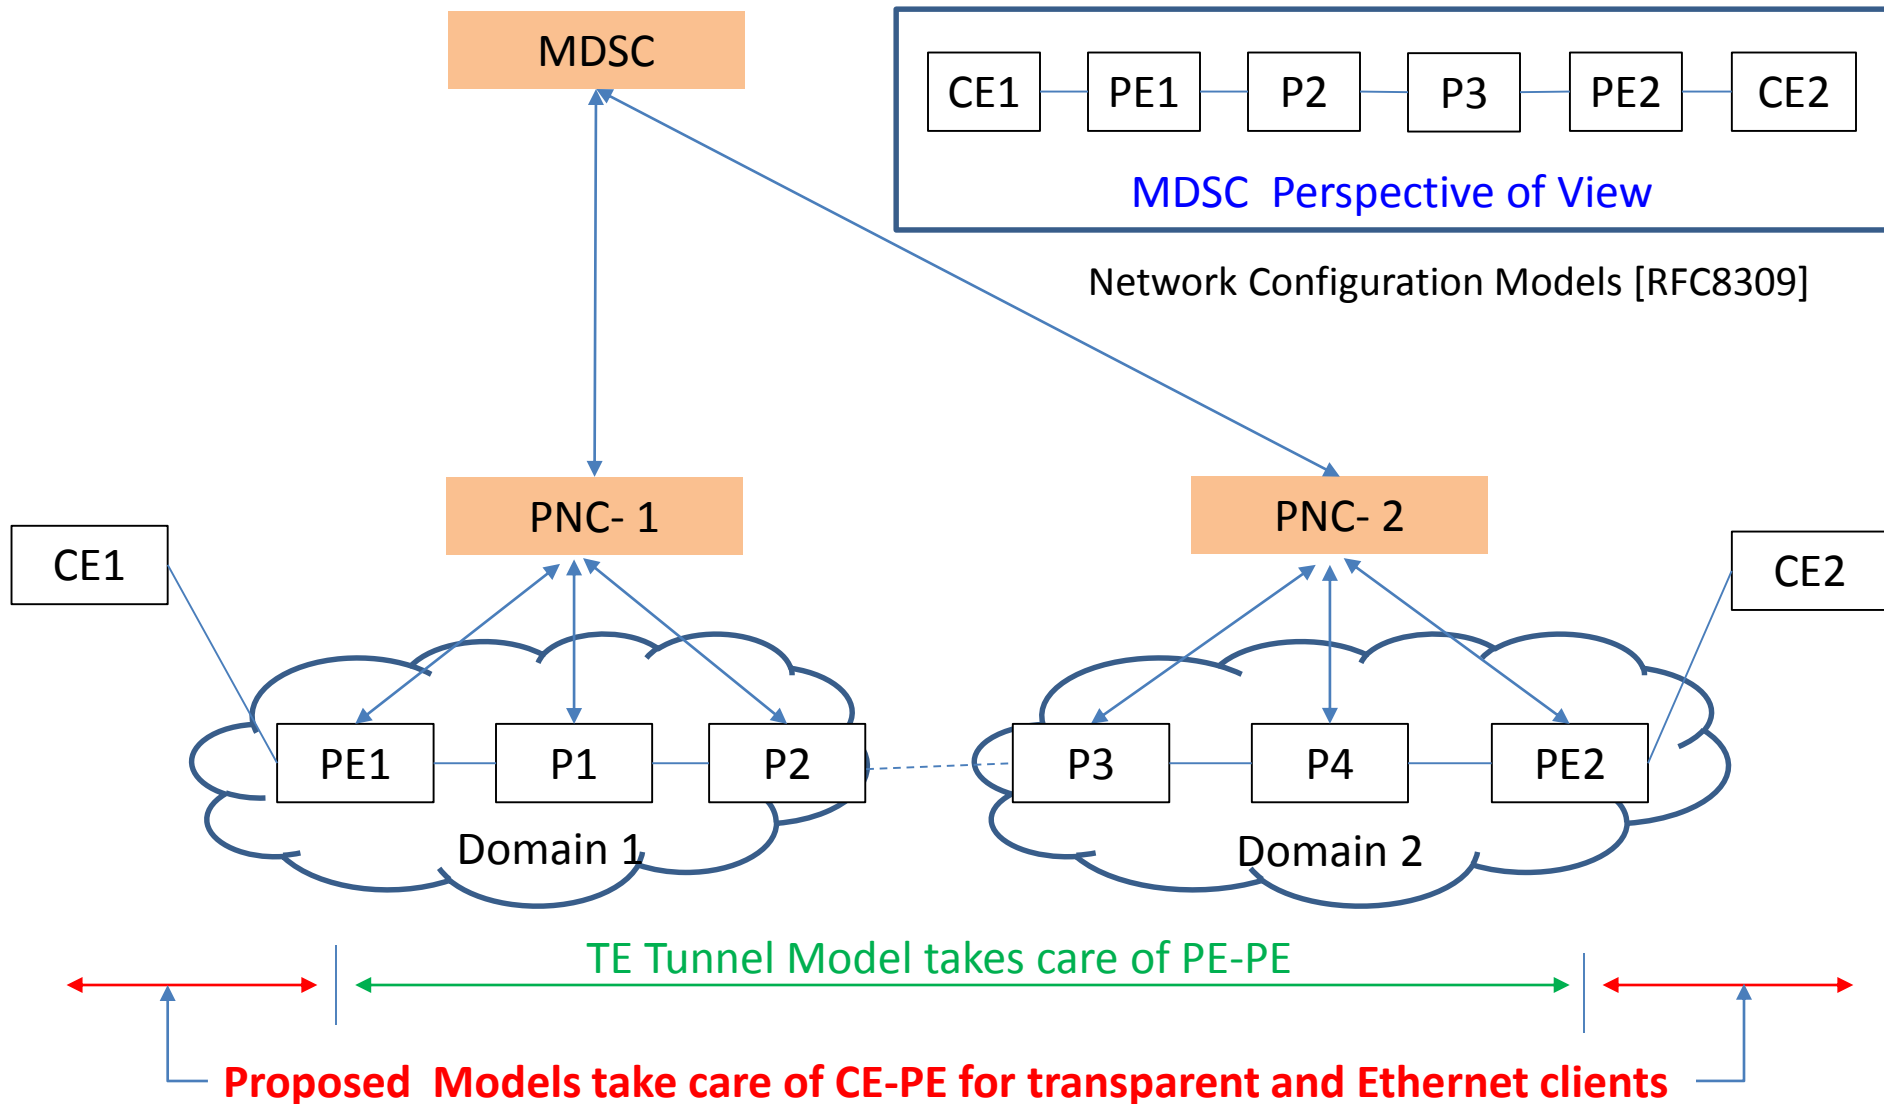 MDSC
CE1 PE1 P2 P3 PE2 CE2
MDSC  Perspective of View
Network Configuration Models [RFC8309]
PNC- 1
PNC- 2
CE1
CE2
PE1 P1 P2 P3 P4 PE2
Domain 1
Domain 2
TE Tunnel Model takes care of PE-PE
Proposed  Models take care of CE-PE for transparent and Ethernet clients